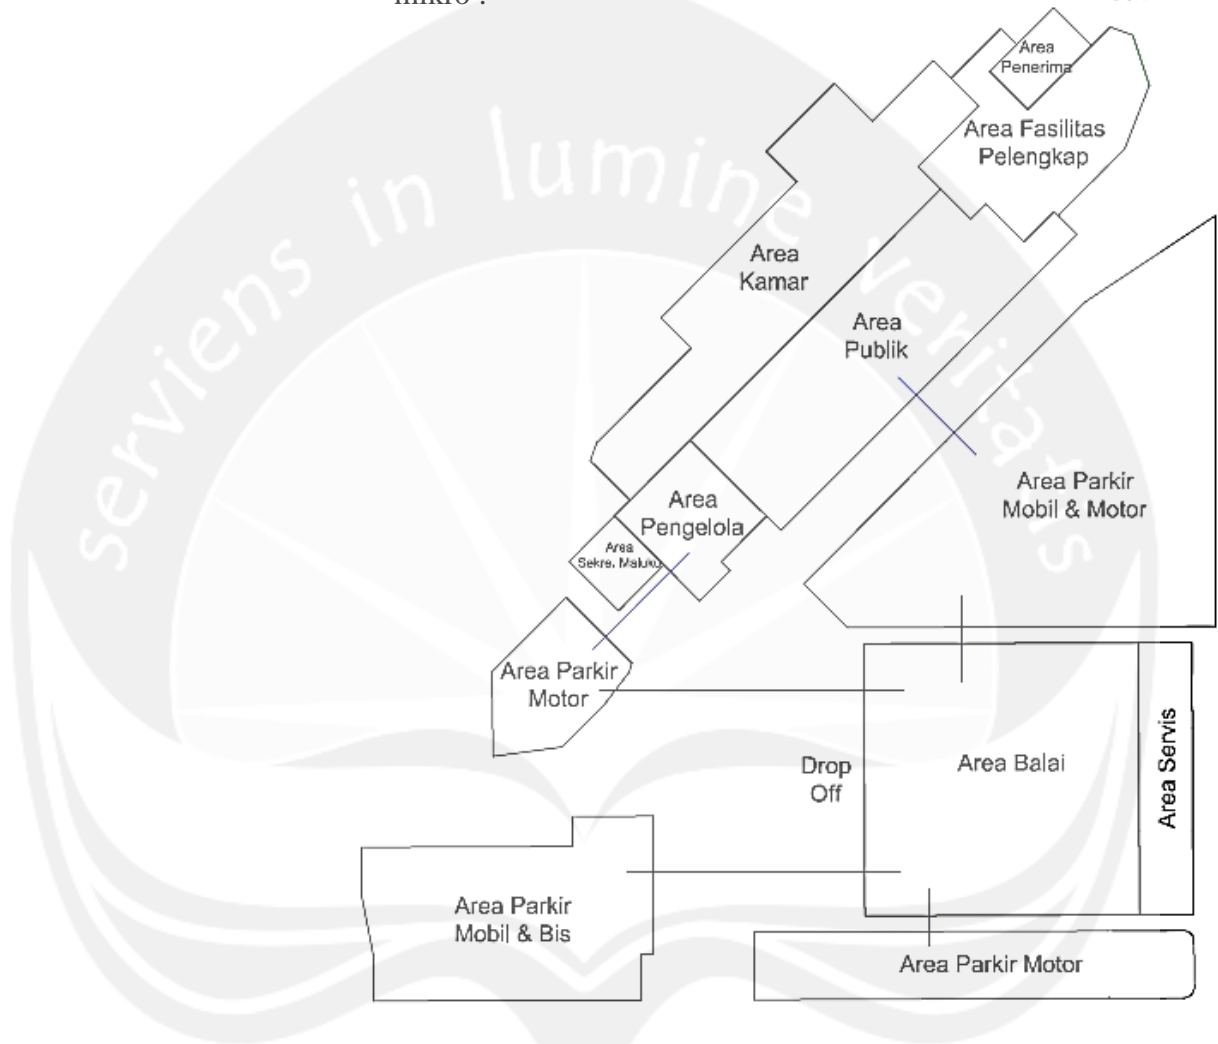 mikro :
Area
Penerima
Area Fasilitas
Pelengkap
Area
Kamar
Area
Publik
Area Parkir
Mobil & Motor
Area
Pengelola
Area
Sekre. Maluku
Area Parkir
Motor
Drop
Off
Area Balai
Area Servis
Area Parkir
Mobil & Bis
Area Parkir Motor
serviens in lumine veritatis